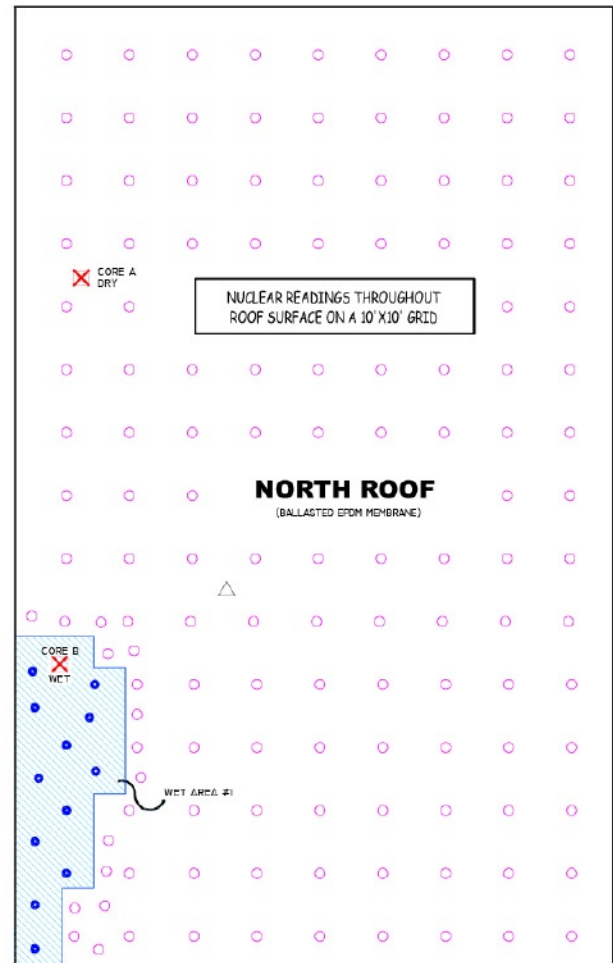 CORE A
DRY
NUCLEAR READINGS THROUGHOUT
ROOF SURFACE ON A 10'X10' GRID
NORTH ROOF
(BALLASTED EPDM MEMBRANE)
CORE B
WET
WET AREA #1